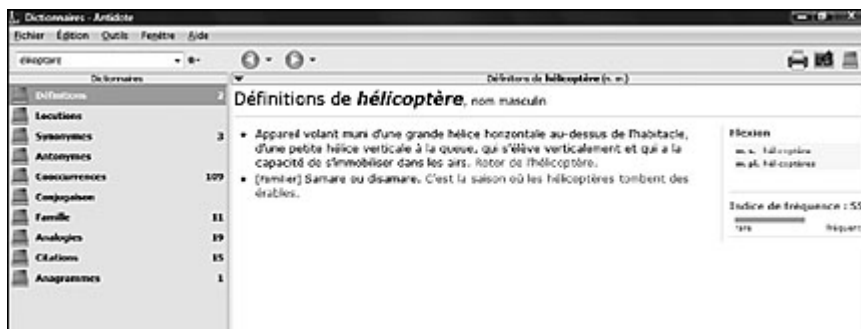 Dictionnaires - Antidote
Fichier Édition Outils Fenêtre Aide
Dictionnaires
Définitions de hélicoptère (n. m.)
Définitions 2
Locutions
Synonymes 3
Antonymes
Cooccurrences 109
Conjugaison
Famille 11
Analogies 19
Citations 15
Anagrammes 1
Définitions de hélicoptère, nom masculin
• Appareil volant muni d'une grande hélice horizontale au-dessus de l'habitacle,
d'une petite hélice verticale à la queue, qui s'élève verticalement et qui a la
capacité de s'immobiliser dans les airs. Rotor de l'hélicoptère.
• [familier] Samare ou disamare. C'est la saison où les hélicoptères tombent des
érables.
Flexion
m. s. hélicoptère
m. pl. hélicoptères
Indice de fréquence : 55
rare fréquent